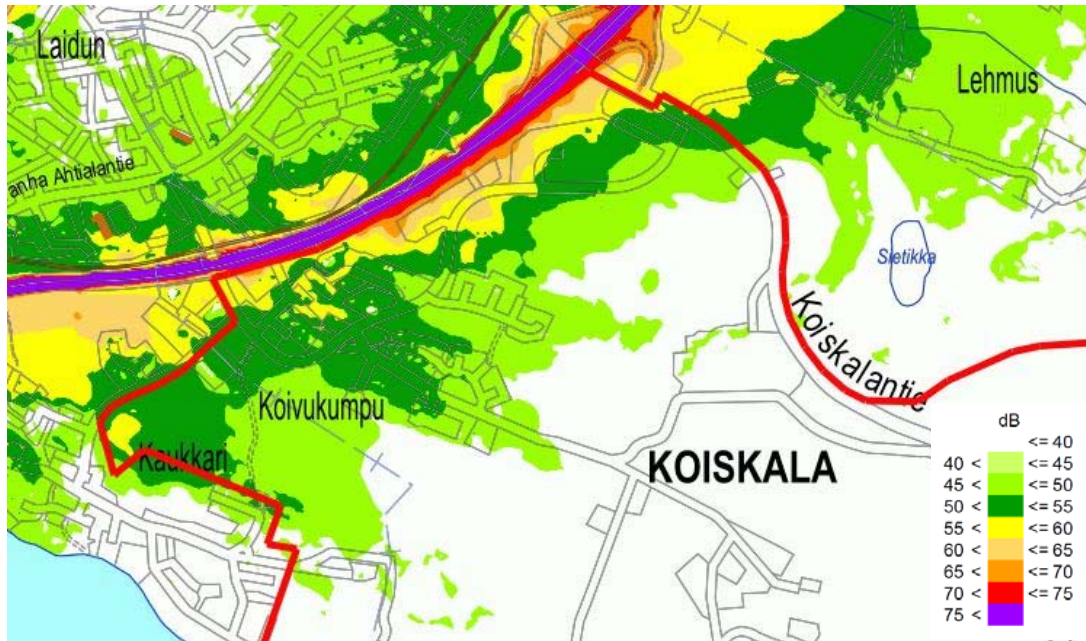 Laidun
Lehmus
anha Ahtialantie
Sietikka
Koiskalantie
Koivukumpu
Kaukkari
KOISKALA
dB
<= 40
40 < <= 45
45 < <= 50
50 < <= 55
55 < <= 60
60 < <= 65
65 < <= 70
70 < <= 75
75 <